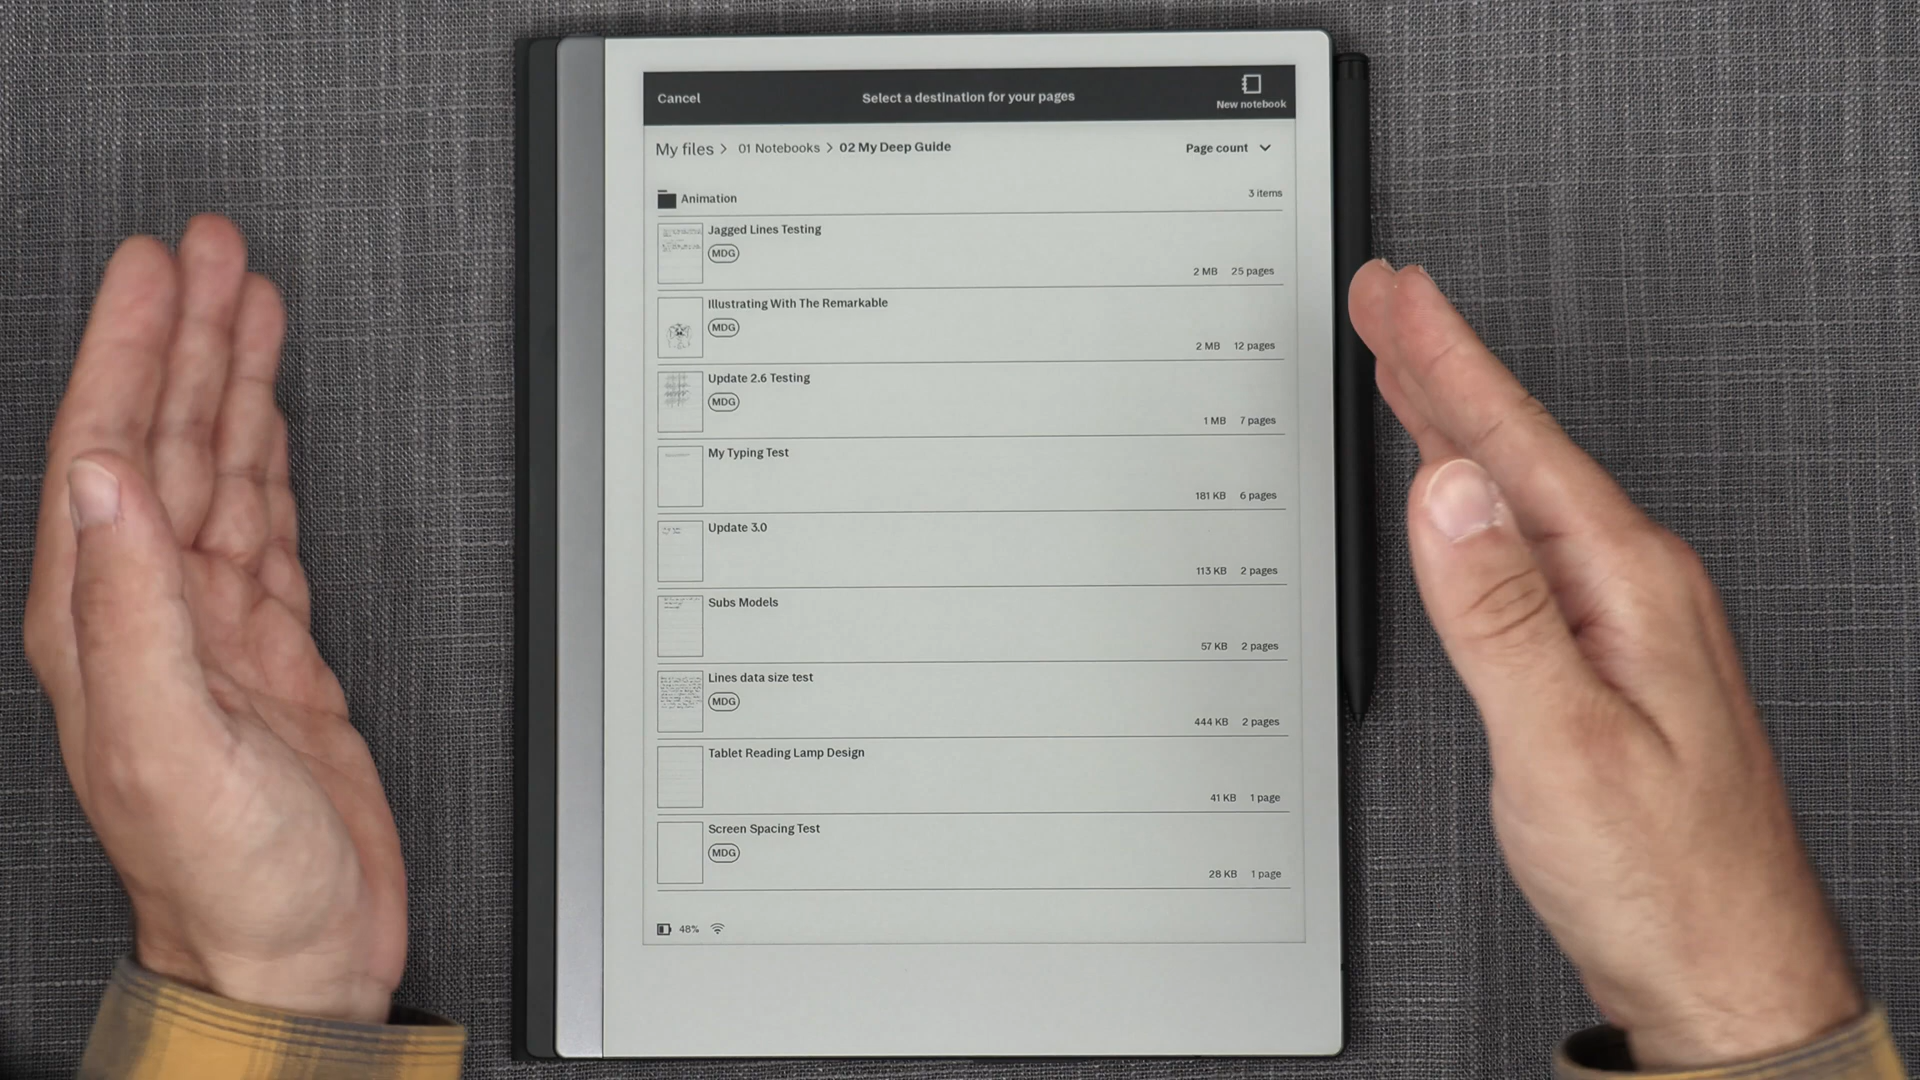 Cancel Select a destination for your pages New notebook
My files > 01 Notebooks > 02 My Deep Guide Page count
Animation 3 items
Jagged Lines Testing
MDG
2 MB 25 pages
Illustrating With The Remarkable
MDG
2 MB 12 pages
Update 2.6 Testing
MDG
1 MB 7 pages
My Typing Test
181 KB 6 pages
Update 3.0
113 KB 2 pages
Subs Models
57 KB 2 pages
Lines data size test
MDG
444 KB 2 pages
Tablet Reading Lamp Design
41 KB 1 page
Screen Spacing Test
MDG
28 KB 1 page
48%